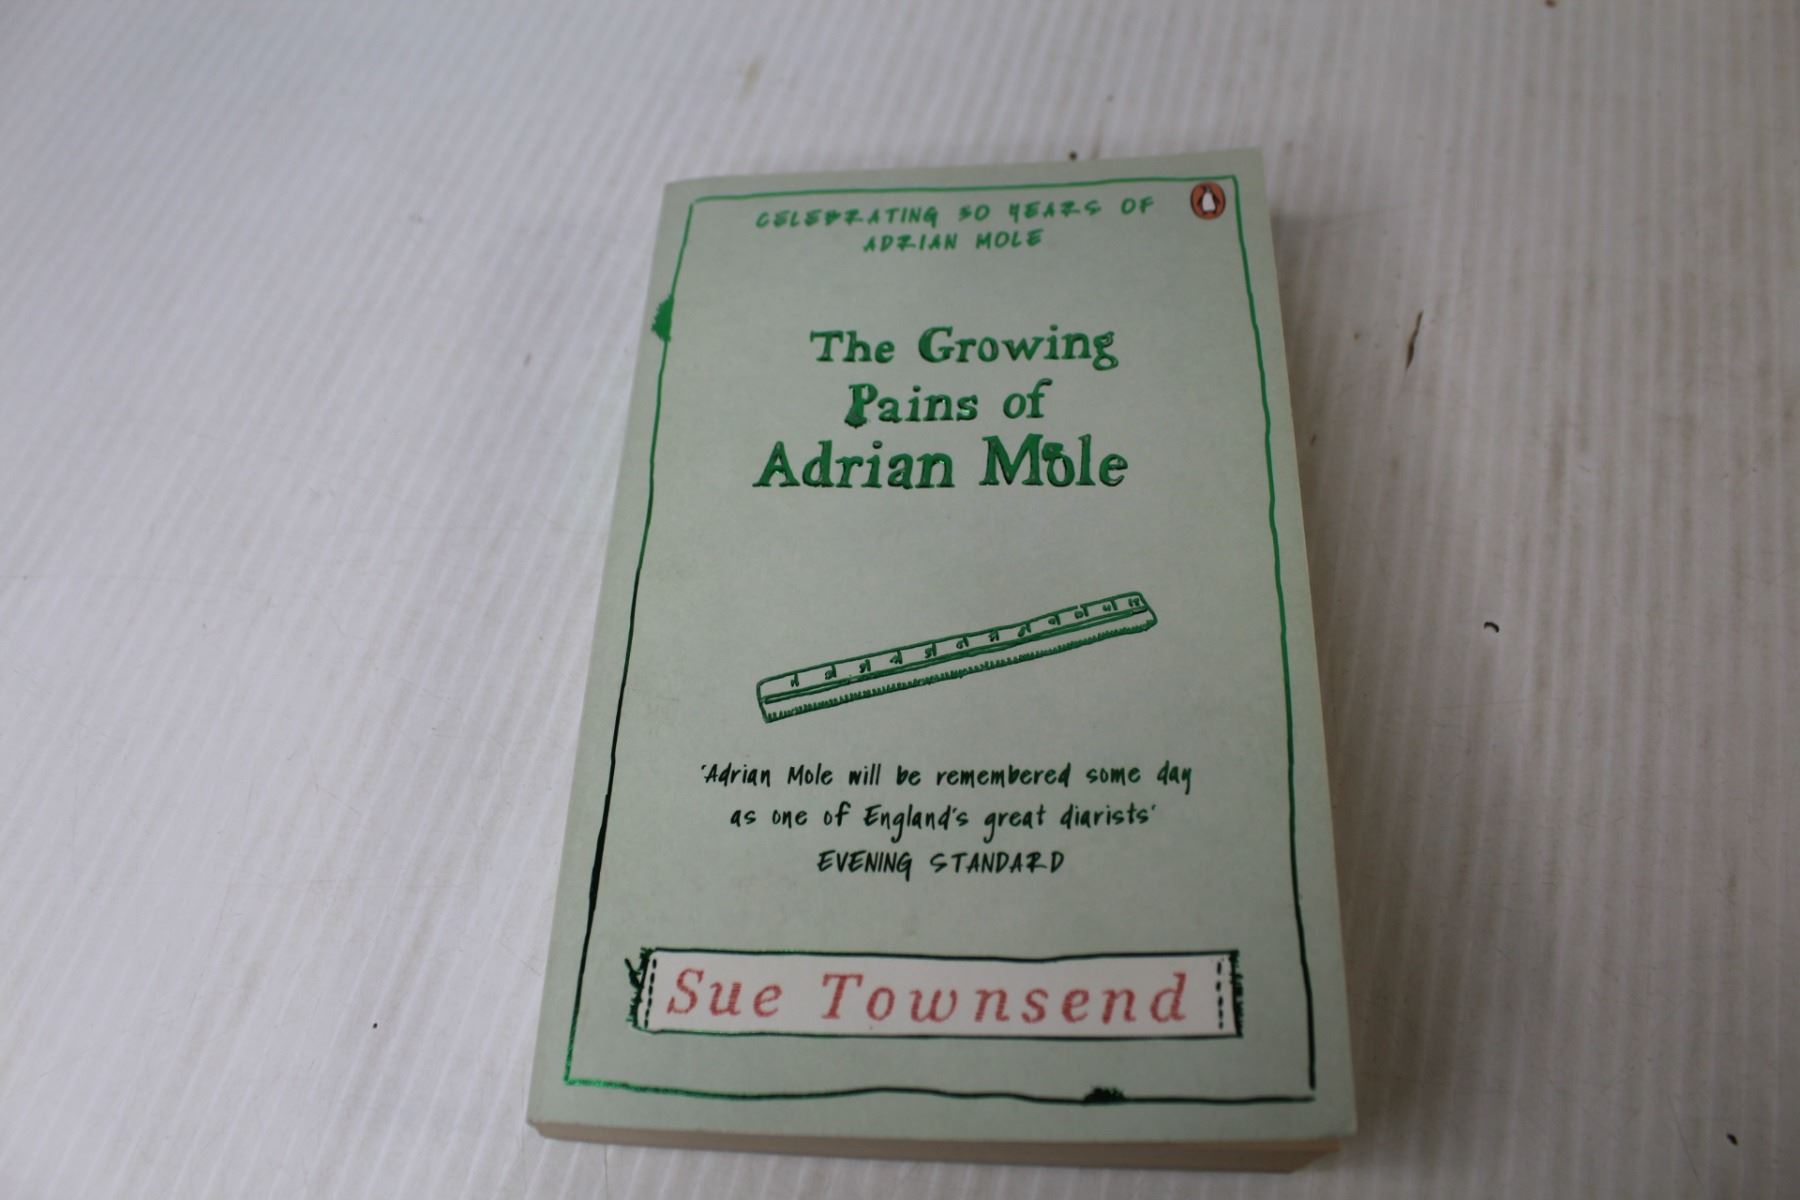 CELEBRATING 30 YEARS OF
ADRIAN MOLE
The Growing
Pains of
Adrian Mole
'Adrian Mole will be remembered some day
as one of England's great diarists'
EVENING STANDARD
Sue Townsend